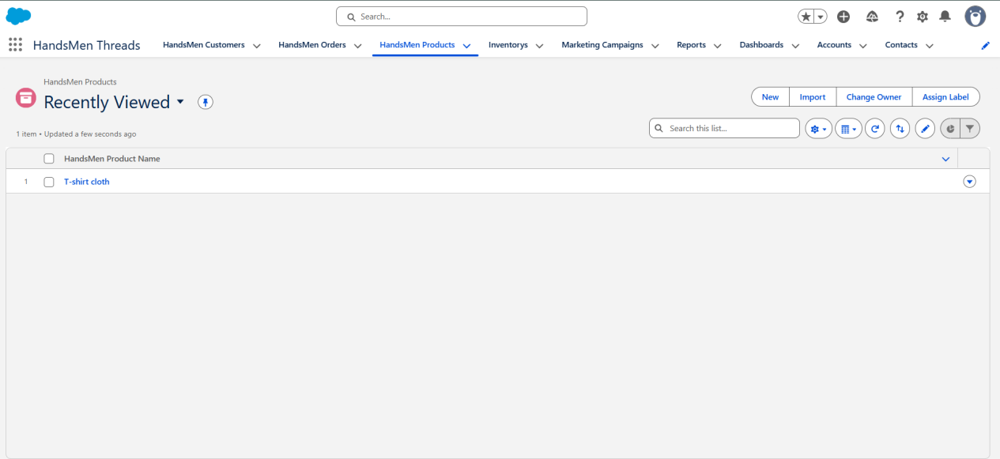 Search...
HandsMen Threads
HandsMen Customers
HandsMen Orders
HandsMen Products
Inventorys
Marketing Campaigns
Reports
Dashboards
Accounts
Contacts
HandsMen Products
Recently Viewed
New
Import
Change Owner
Assign Label
1 item • Updated a few seconds ago
Search this list...
HandsMen Product Name
1
T-shirt cloth